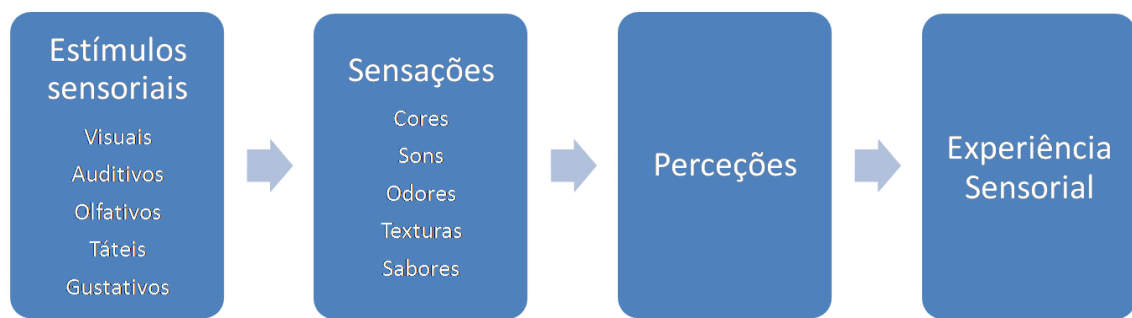 Estímulos
sensoriais
Visuais
Auditivos
Olfativos
Táteis
Gustativos
Sensações
Cores
Sons
Odores
Texturas
Sabores
Perceções
Experiência
Sensorial